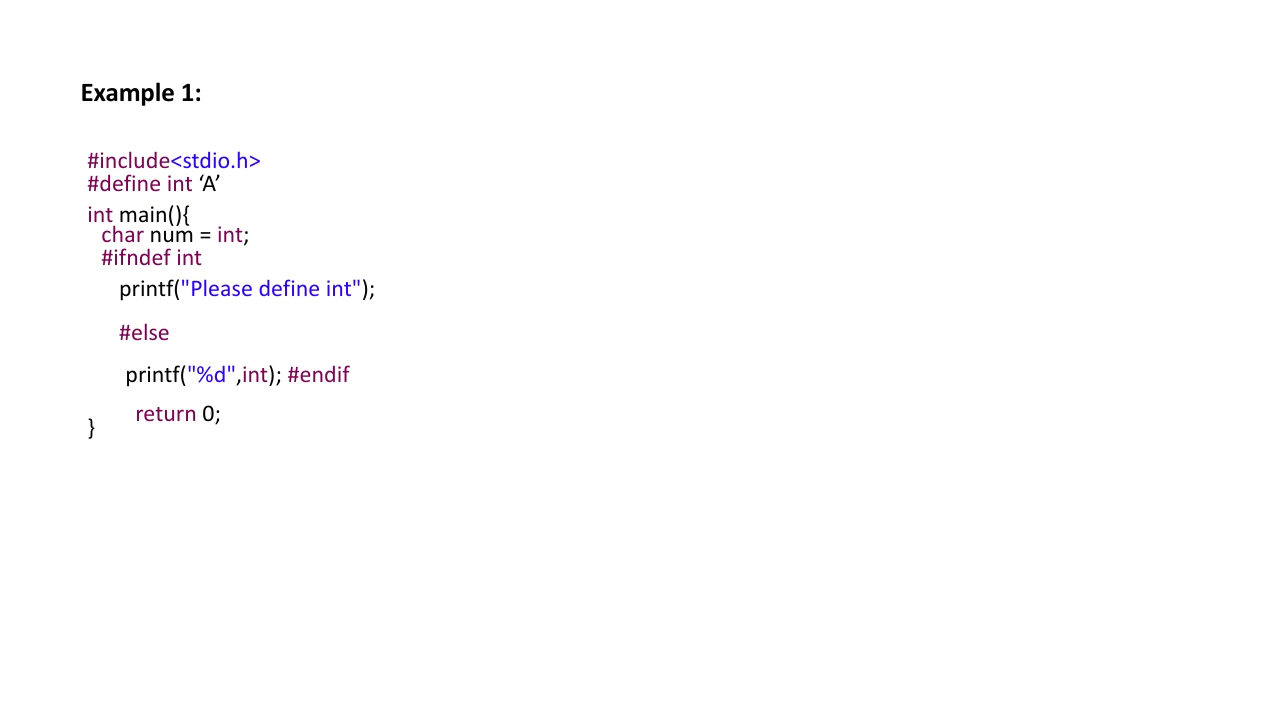 Example 1:
#include<stdio.h>
#define int ‘A’
int main(){
char num = int;
#ifndef int
printf("Please define int");
#else
printf("%d",int); #endif
return 0;
}